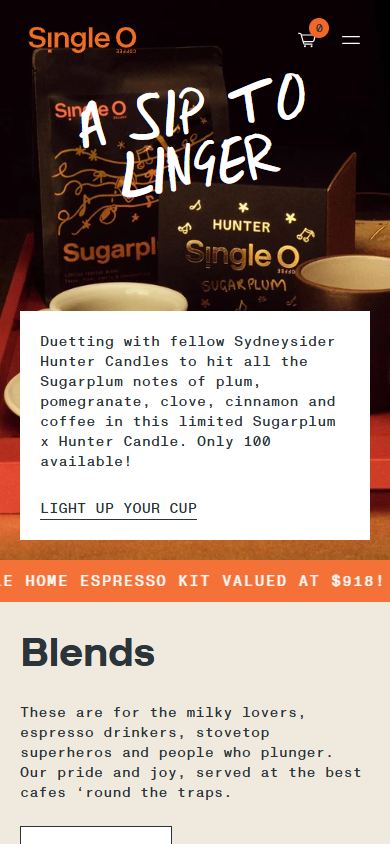 Single O
COFFEE
0
A SIP TO
LINGER
Single O
Sugarpl
HUNTER
Single O
COFFEE
SUGARPLUM
Duetting with fellow Sydneysider
Hunter Candles to hit all the
Sugarplum notes of plum,
pomegranate, clove, cinnamon and
coffee in this limited Sugarplum
x Hunter Candle. Only 100
available!
LIGHT UP YOUR CUP
LE HOME ESPRESSO KIT VALUED AT $918!
Blends
These are for the milky lovers,
espresso drinkers, stovetop
superheros and people who plunger.
Our pride and joy, served at the best
cafes ‘round the traps.